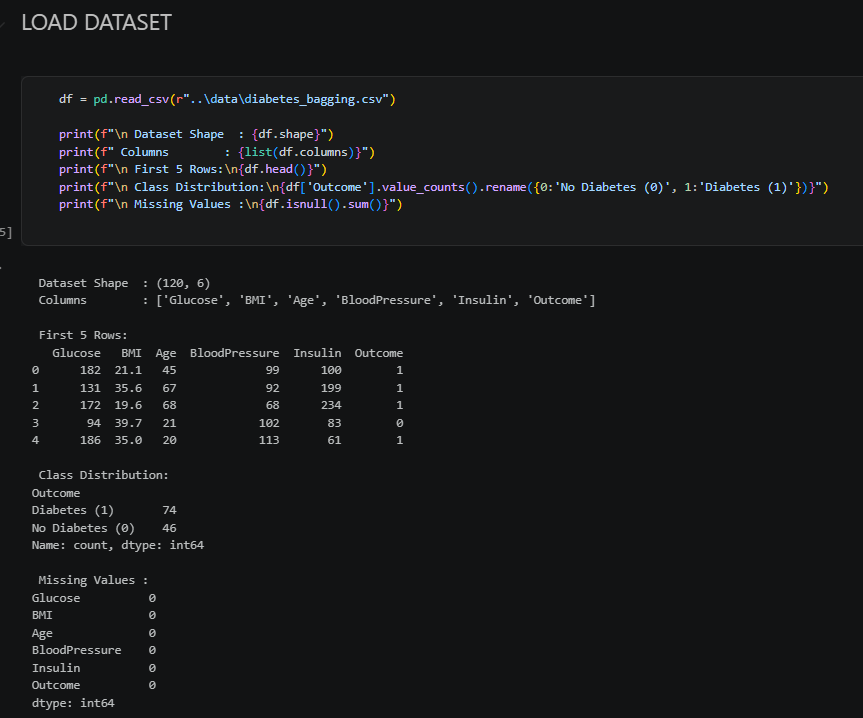 LOAD DATASET
df = pd.read_csv(r"..\data\diabetes_bagging.csv")
print(f"\n Dataset Shape  : {df.shape}")
print(f" Columns        : {list(df.columns)}")
print(f"\n First 5 Rows:\n{df.head()}")
print(f"\n Class Distribution:\n{df['Outcome'].value_counts().rename({0:'No Diabetes (0)', 1:'Diabetes (1)'})}")
print(f"\n Missing Values :\n{df.isnull().sum()}")
5]
Dataset Shape  : (120, 6)
Columns        : ['Glucose', 'BMI', 'Age', 'BloodPressure', 'Insulin', 'Outcome']
First 5 Rows:
   Glucose   BMI  Age  BloodPressure  Insulin  Outcome
0      182  21.1   45             99      100        1
1      131  35.6   67             92      199        1
2      172  19.6   68             68      234        1
3       94  39.7   21            102       83        0
4      186  35.0   20            113       61        1
Class Distribution:
Outcome
Diabetes (1)       74
No Diabetes (0)    46
Name: count, dtype: int64
Missing Values :
Glucose          0
BMI              0
Age              0
BloodPressure    0
Insulin          0
Outcome          0
dtype: int64